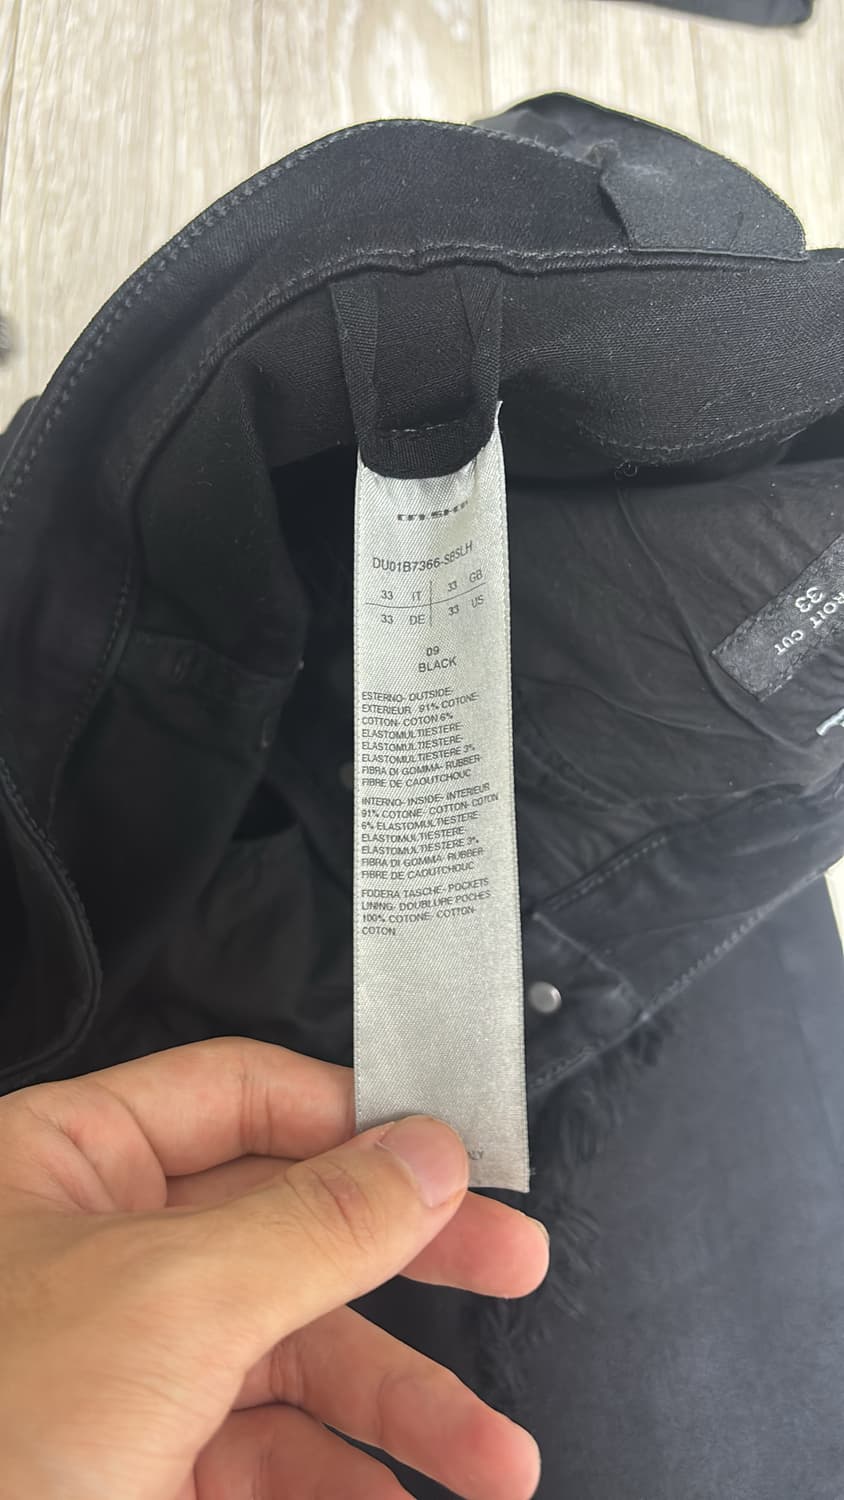 DRKSHDW
DU01B7366-SBSLH
33 IT 33 GB
33 DE 33 US
09
BLACK
ESTERNO- OUTSIDE-
EXTERIEUR 91% COTONE-
COTTON- COTON 6%
ELASTOMULTIESTERE-
ELASTOMULTIESTERE-
ELASTOMULTIESTERE 3%
FIBRA DI GOMMA- RUBBER-
FIBRE DE CAOUTCHOUC
INTERNO- INSIDE- INTERIEUR
91% COTONE- COTTON- COTON
6% ELASTOMULTIESTERE-
ELASTOMULTIESTERE-
ELASTOMULTIESTERE 3%
FIBRA DI GOMMA- RUBBER-
FIBRE DE CAOUTCHOUC
FODERA TASCHE- POCKETS
LINING- DOUBLURE POCHES
100% COTONE- COTTON-
COTON
ROIT CUT
33